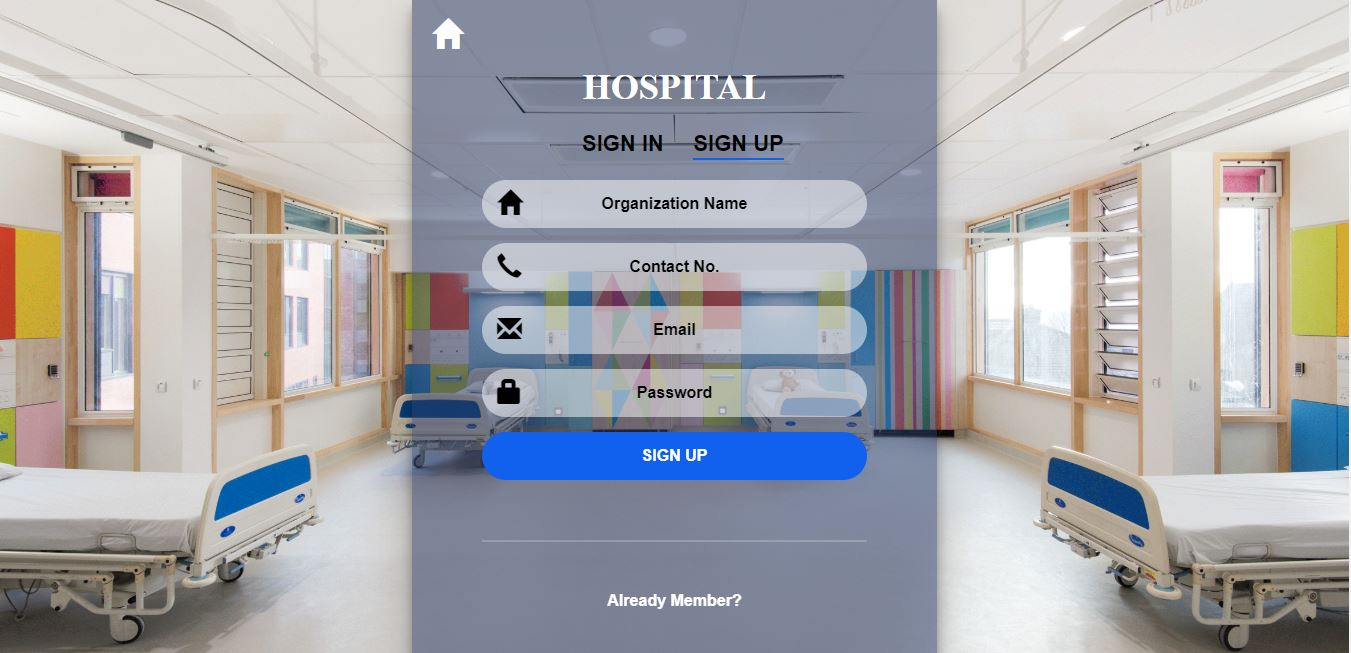 HOSPITAL
SIGN IN SIGN UP
Organization Name
Contact No.
Email
Password
SIGN UP
Already Member?